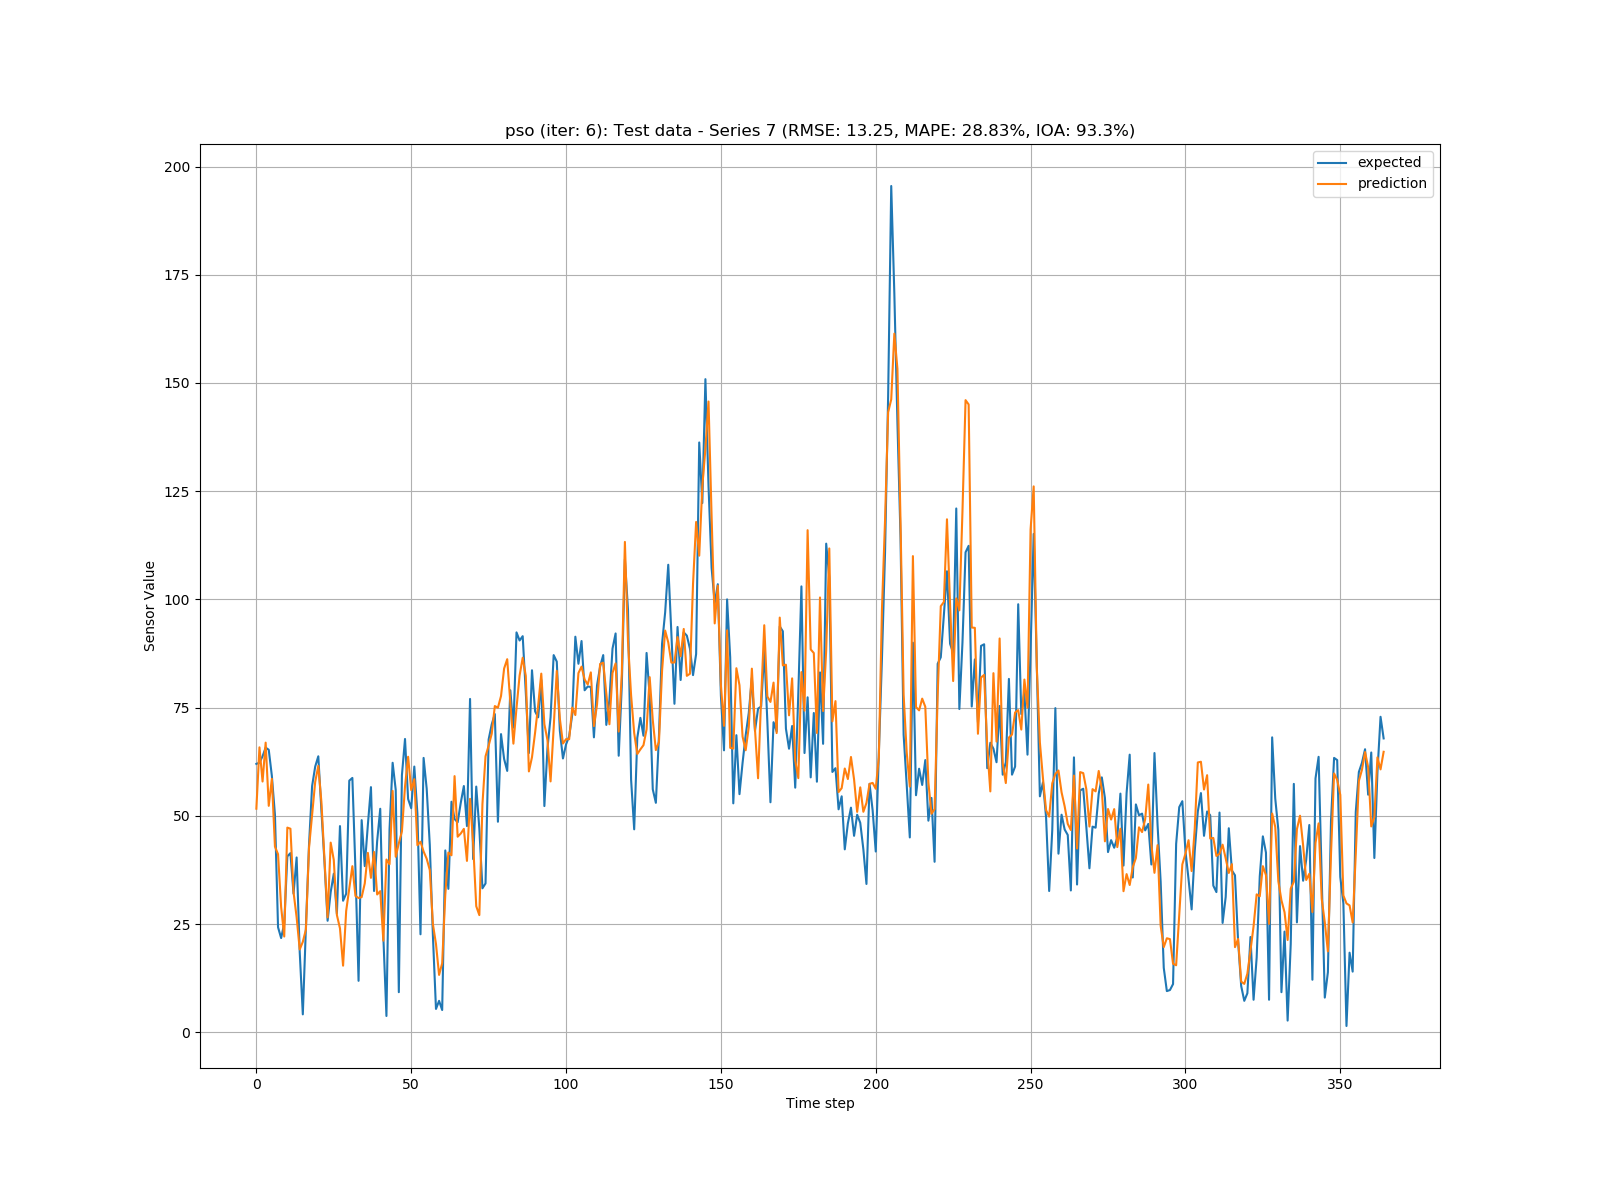 pso (iter: 6): Test data - Series 7 (RMSE: 13.25, MAPE: 28.83%, IOA: 93.3%)
expected
prediction
200
175
150
125
100
75
50
25
0
Sensor Value
0 50 100 150 200 250 300 350
Time step